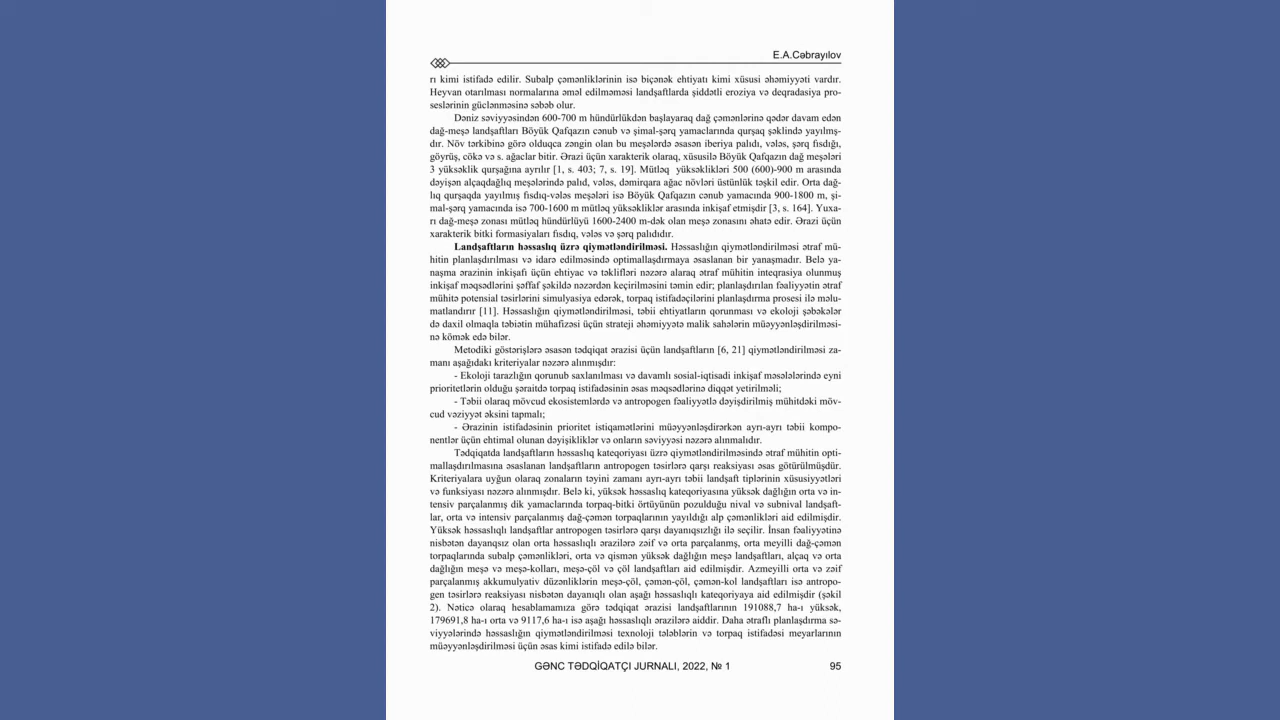 E.A.Cəbrayılov
rı kimi istifadə edilir. Subalp çəmənliklərinin isə biçənək ehtiyatı kimi xüsusi əhəmiyyəti vardır.
Heyvan otarılması normalarına əməl edilməməsi landşaftlarda şiddətli eroziya və deqradasiya pro-
seslərinin güclənməsinə səbəb olur.
Dəniz səviyyəsindən 600-700 m hündürlükdən başlayaraq dağ çəmənlərinə qədər davam edən
dağ-meşə landşaftları Böyük Qafqazın cənub və şimal-şərq yamaclarında qurşaq şəklində yayılmış-
dır. Növ tərkibinə görə olduqca zəngin olan bu meşələrdə əsasən iberiya palıdı, vələs, şərq fısdığı,
göyrüş, cökə və s. ağaclar bitir. Ərazi üçün xarakterik olaraq, xüsusilə Böyük Qafqazın dağ meşələri
3 yüksəklik qurşağına ayrılır [1, s. 403; 7, s. 19]. Mütləq yüksəklikləri 500 (600)-900 m arasında
dəyişən alçaqdağlıq meşələrində palıd, vələs, dəmirqara ağac növləri üstünlük təşkil edir. Orta dağ-
lıq qurşaqda yayılmış fısdıq-vələs meşələri isə Böyük Qafqazın cənub yamacında 900-1800 m, şi-
mal-şərq yamacında isə 700-1600 m mütləq yüksəkliklər arasında inkişaf etmişdir [3, s. 164]. Yuxa-
rı dağ-meşə zonası mütləq hündürlüyü 1600-2400 m-dək olan meşə zonasını əhatə edir. Ərazi üçün
xarakterik bitki formasiyaları fısdıq, vələs və şərq palıdıdır.
Landşaftların həssaslıq üzrə qiymətləndirilməsi. Həssaslığın qiymətləndirilməsi ətraf mü-
hitin planlaşdırılması və idarə edilməsində optimallaşdırmaya əsaslanan bir yanaşmadır. Belə ya-
naşma ərazinin inkişafı üçün ehtiyac və təklifləri nəzərə alaraq ətraf mühitin inteqrasiya olunmuş
inkişaf məqsədlərini şəffaf şəkildə nəzərdən keçirilməsini təmin edir; planlaşdırılan fəaliyyətin ətraf
mühitə potensial təsirlərini simulyasiya edərək, torpaq istifadəçilərini planlaşdırma prosesi ilə məlu-
matlandırır [11]. Həssaslığın qiymətləndirilməsi, təbii ehtiyatların qorunması və ekoloji şəbəkələr
də daxil olmaqla təbiətin mühafizəsi üçün strateji əhəmiyyətə malik sahələrin müəyyənləşdirilməsi-
nə kömək edə bilər.
Metodiki göstərişlərə əsasən tədqiqat ərazisi üçün landşaftların [6, 21] qiymətləndirilməsi za-
manı aşağıdakı kriteriyalar nəzərə alınmışdır:
- Ekoloji tarazlığın qorunub saxlanılması və davamlı sosial-iqtisadi inkişaf məsələlərində eyni
prioritetlərin olduğu şəraitdə torpaq istifadəsinin əsas məqsədlərinə diqqət yetirilməli;
- Təbii olaraq mövcud ekosistemlərdə və antropogen fəaliyyətlə dəyişdirilmiş mühitdəki möv-
cud vəziyyət əksini tapmalı;
- Ərazinin istifadəsinin prioritet istiqamətlərini müəyyənləşdirərkən ayrı-ayrı təbii kompo-
nentlər üçün ehtimal olunan dəyişikliklər və onların səviyyəsi nəzərə alınmalıdır.
Tədqiqatda landşaftların həssaslıq kateqoriyası üzrə qiymətləndirilməsində ətraf mühitin opti-
mallaşdırılmasına əsaslanan landşaftların antropogen təsirlərə qarşı reaksiyası əsas götürülmüşdür.
Kriteriyalara uyğun olaraq zonaların təyini zamanı ayrı-ayrı təbii landşaft tiplərinin xüsusiyyətləri
və funksiyası nəzərə alınmışdır. Belə ki, yüksək həssaslıq kateqoriyasına yüksək dağlığın orta və in-
tensiv parçalanmış dik yamaclarında torpaq-bitki örtüyünün pozulduğu nival və subnival landşaft-
lar, orta və intensiv parçalanmış dağ-çəmən torpaqlarının yayıldığı alp çəmənlikləri aid edilmişdir.
Yüksək həssaslıqlı landşaftlar antropogen təsirlərə qarşı dayanıqsızlığı ilə seçilir. İnsan fəaliyyətinə
nisbətən dayanıqsız olan orta həssaslıqlı ərazilərə zəif və orta parçalanmış, orta meyilli dağ-çəmən
torpaqlarında subalp çəmənlikləri, orta və qismən yüksək dağlığın meşə landşaftları, alçaq və orta
dağlığın meşə və meşə-kolları, meşə-çöl və çöl landşaftları aid edilmişdir. Azmeyilli orta və zəif
parçalanmış akkumulyativ düzənliklərin meşə-çöl, çəmən-çöl, çəmən-kol landşaftları isə antropo-
gen təsirlərə reaksiyası nisbətən dayanıqlı olan aşağı həssaslıqlı kateqoriyaya aid edilmişdir (şəkil
2). Nəticə olaraq hesablamamıza görə tədqiqat ərazisi landşaftlarının 191088,7 ha-ı yüksək,
179691,8 ha-ı orta və 9117,6 ha-ı isə aşağı həssaslıqlı ərazilərə aiddir. Daha ətraflı planlaşdırma sə-
viyyələrində həssaslığın qiymətləndirilməsi texnoloji tələblərin və torpaq istifadəsi meyarlarının
müəyyənləşdirilməsi üçün əsas kimi istifadə edilə bilər.
GƏNC TƏDQİQATÇI JURNALI, 2022, № 1 95